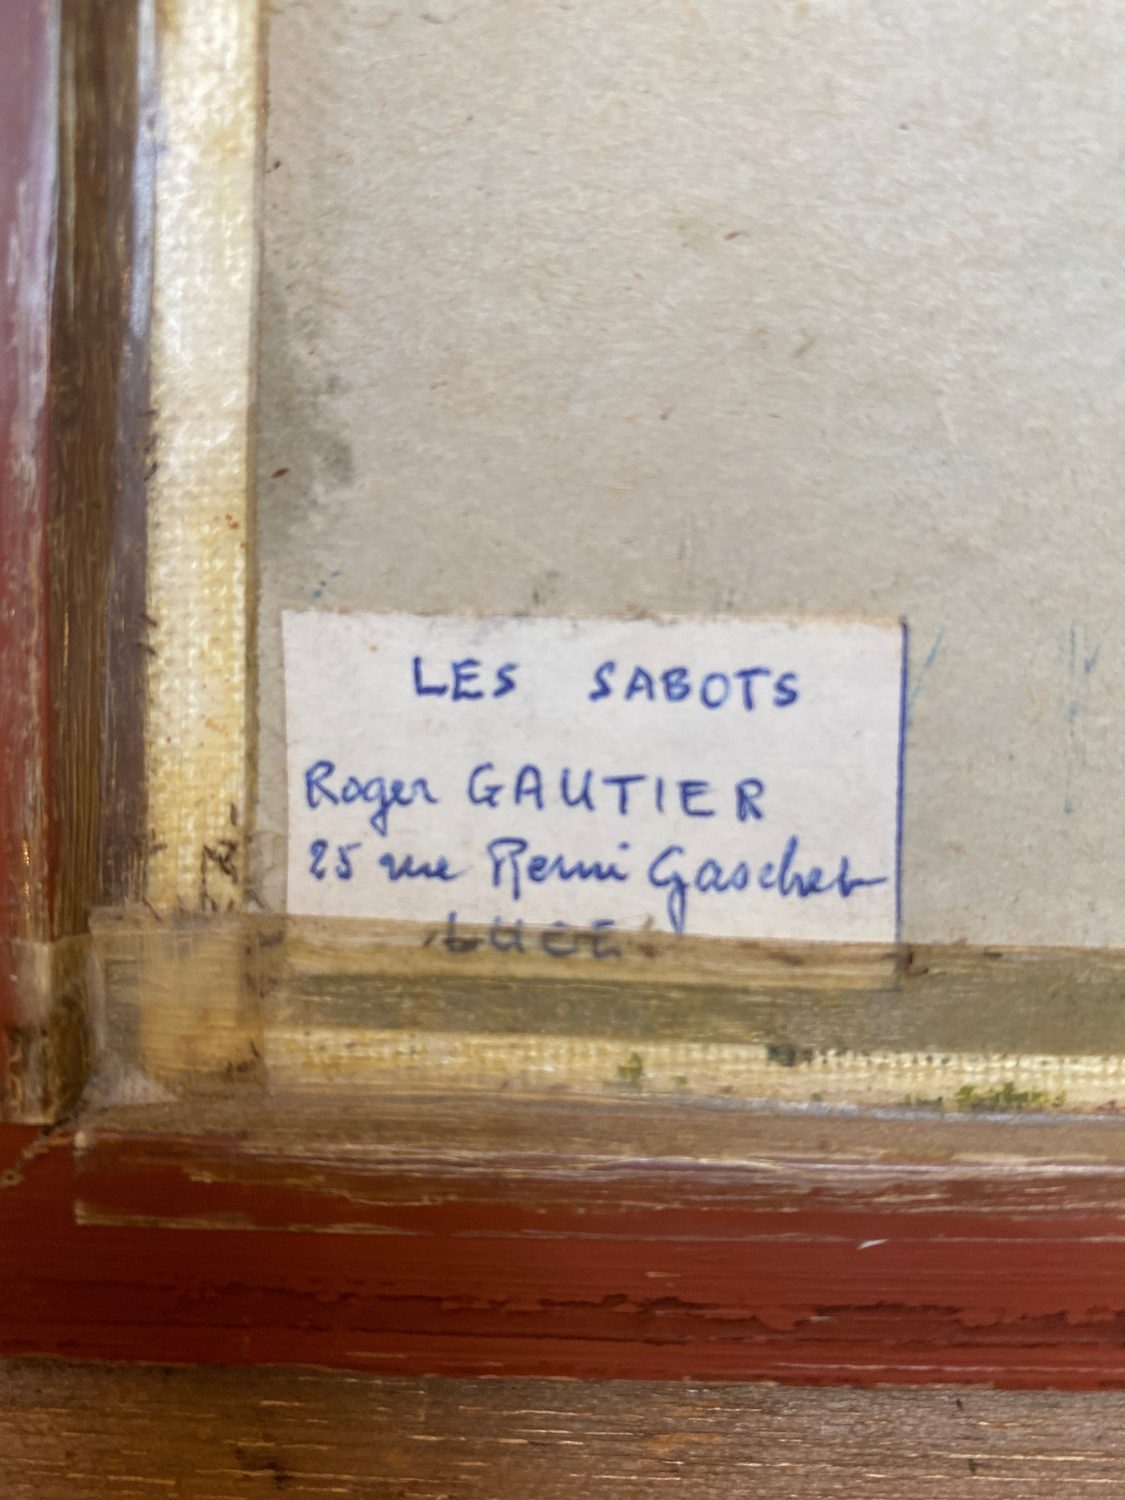 LES SABOTS
Roger GAUTIER
25 rue Remi Gaschet
LUCE